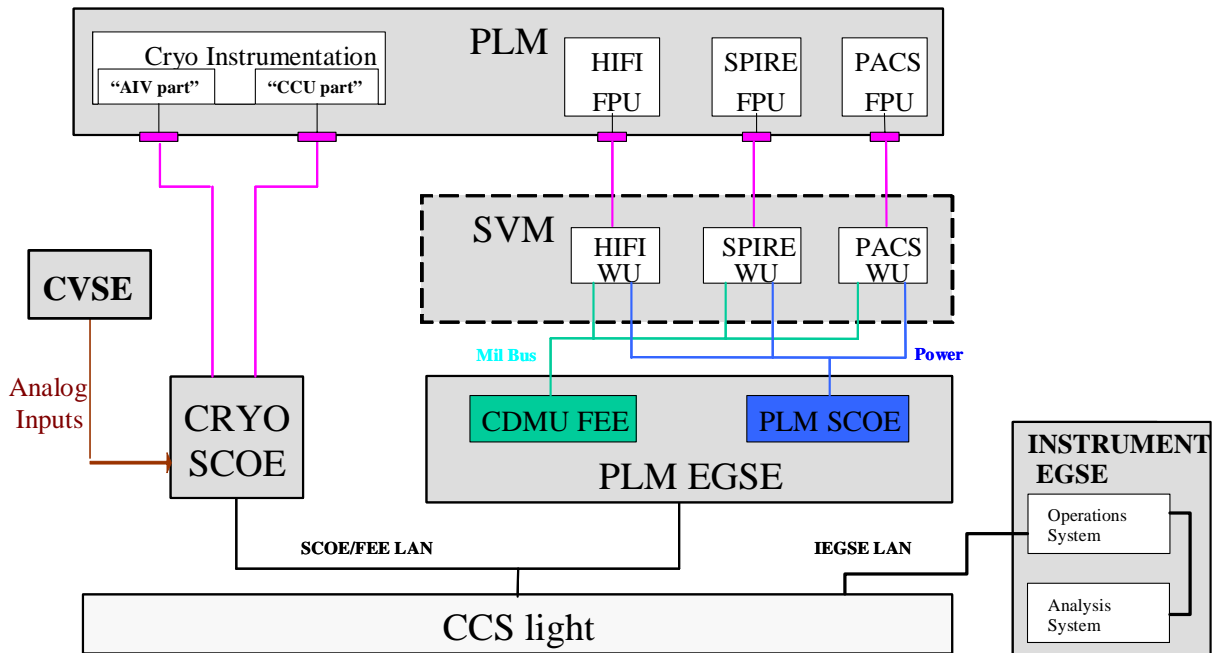 PLM
Cryo Instrumentation
“AIV part”
“CCU part”
HIFI
FPU
SPIRE
FPU
PACS
FPU
SVM
HIFI
WU
SPIRE
WU
PACS
WU
CVSE
Mil Bus
Power
Analog
Inputs
CRYO
SCOE
CDMU FEE
PLM SCOE
PLM EGSE
INSTRUMENT
EGSE
Operations
System
Analysis
System
SCOE/FEE LAN
IEGSE LAN
CCS light